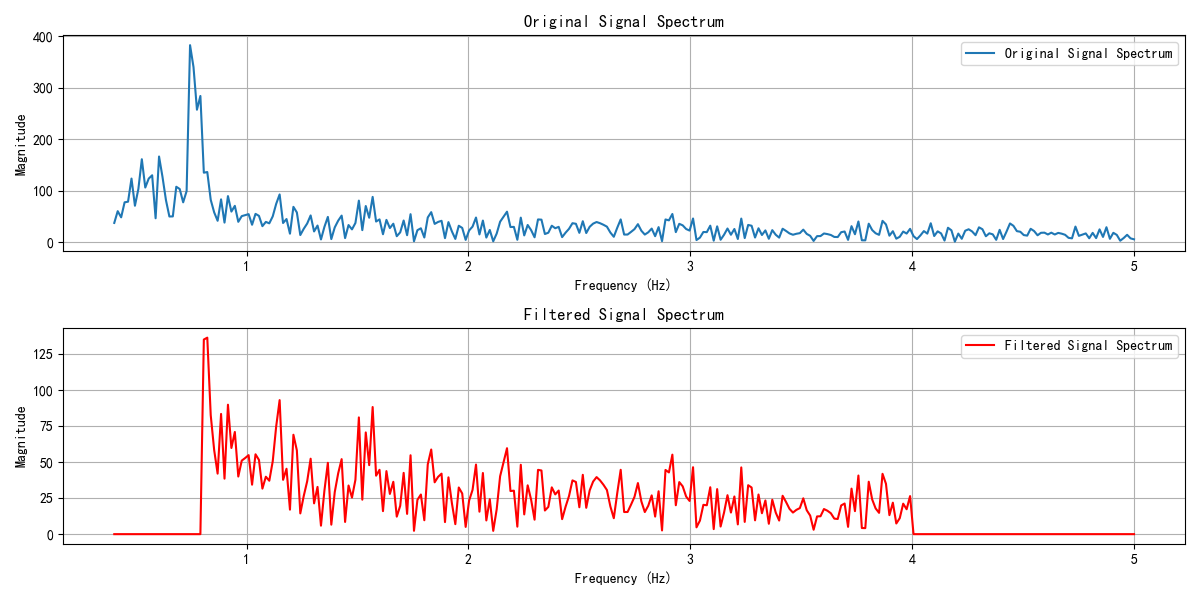 Original Signal Spectrum
400
300
200
100
0
Magnitude
Original Signal Spectrum
1 2 3 4 5
Frequency (Hz)
Filtered Signal Spectrum
125
100
75
50
25
0
Magnitude
Filtered Signal Spectrum
1 2 3 4 5
Frequency (Hz)